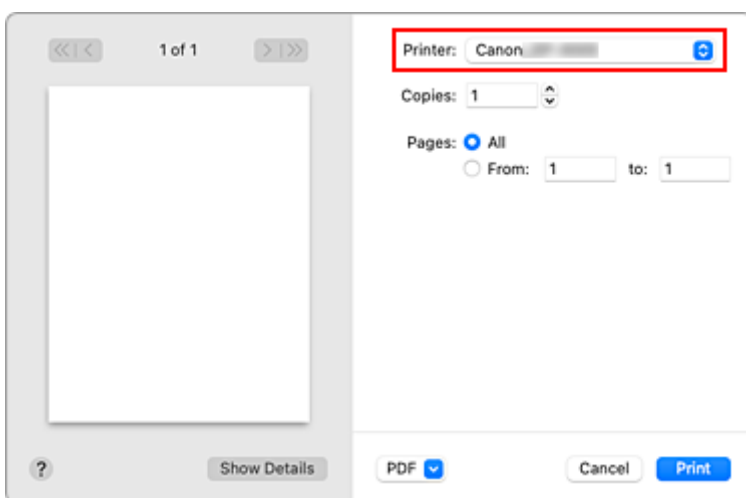 1 of 1
Printer: Canon
Copies: 1
Pages: All
From: 1 to: 1
? Show Details PDF Cancel Print